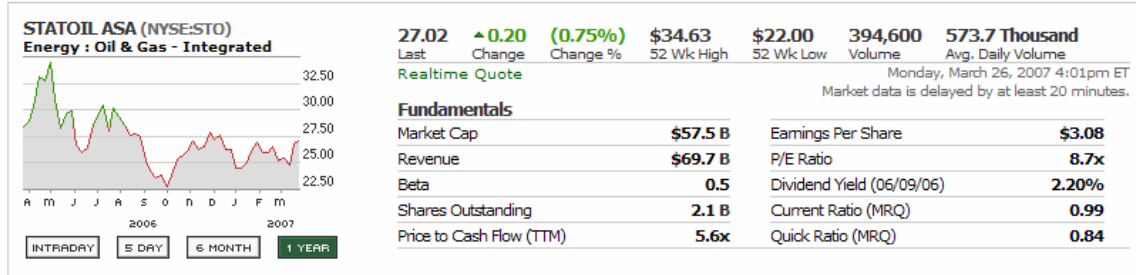 STATOIL ASA (NYSE:STO)
Energy : Oil & Gas - Integrated
32.50
30.00
27.50
25.00
22.50
A M J J A S O N D J F M
2006 2007
INTRADAY 5 DAY 6 MONTH 1 YEAR
27.02 0.20 (0.75%) $34.63 $22.00 394,600 573.7 Thousand
Last Change Change % 52 Wk High 52 Wk Low Volume Avg. Daily Volume
Realtime Quote Monday, March 26, 2007 4:01pm ET
Market data is delayed by at least 20 minutes.
Fundamentals
Market Cap $57.5 B Earnings Per Share $3.08
Revenue $69.7 B P/E Ratio 8.7x
Beta 0.5 Dividend Yield (06/09/06) 2.20%
Shares Outstanding 2.1 B Current Ratio (MRQ) 0.99
Price to Cash Flow (TTM) 5.6x Quick Ratio (MRQ) 0.84